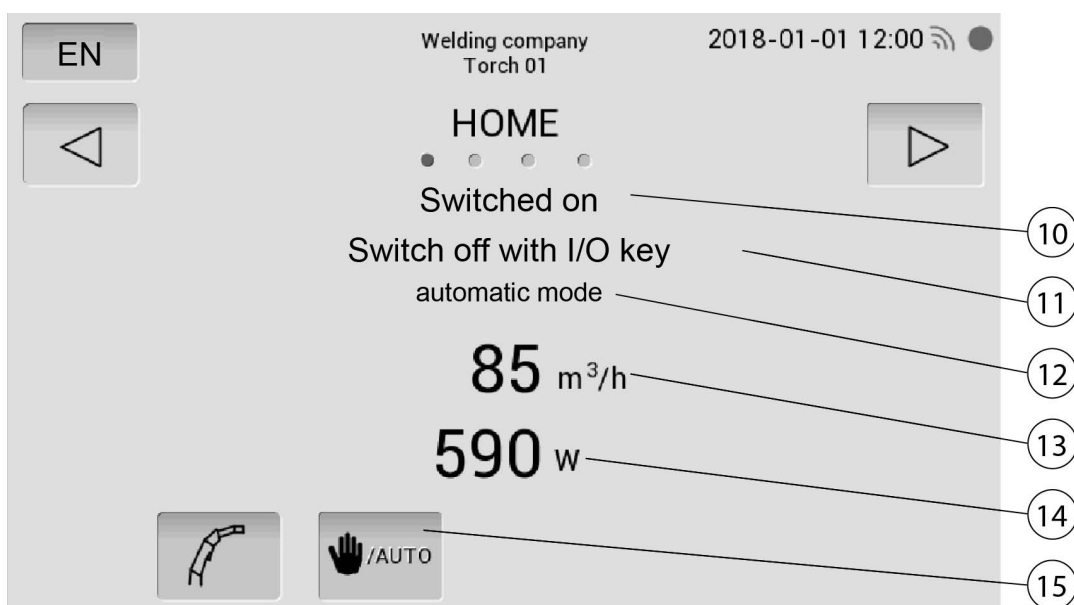 EN
Welding company
Torch 01
2018-01-01 12:00
HOME
Switched on
Switch off with I/O key
automatic mode
85 m³/h
590 W
/AUTO
10
11
12
13
14
15